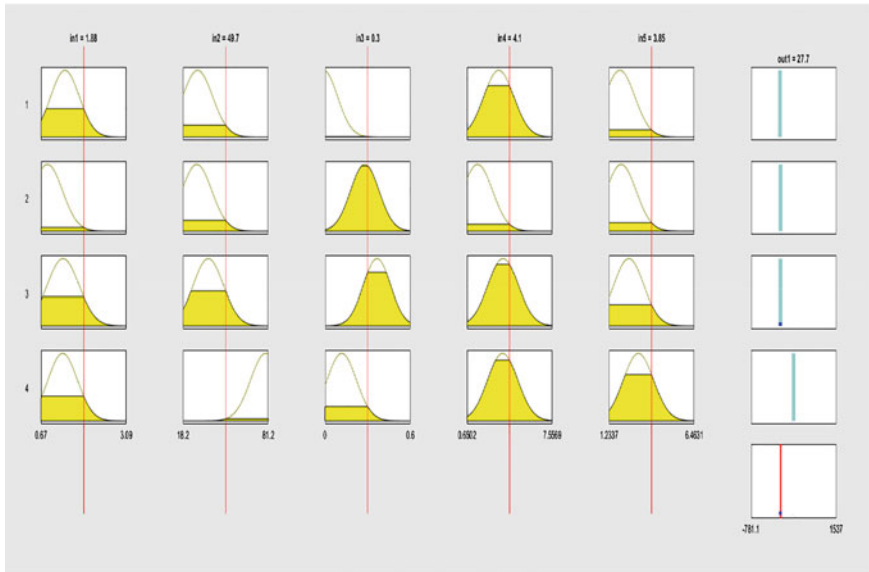 in1 = 1.88 in2 = 49.7 in3 = 0.3 in4 = 4.1 in5 = 3.85
out1 = 27.7
1
2
3
4
0.67 3.09 18.2 81.2 0 0.6 0.6502 7.5569 1.2337 6.4631
-781.1 1537